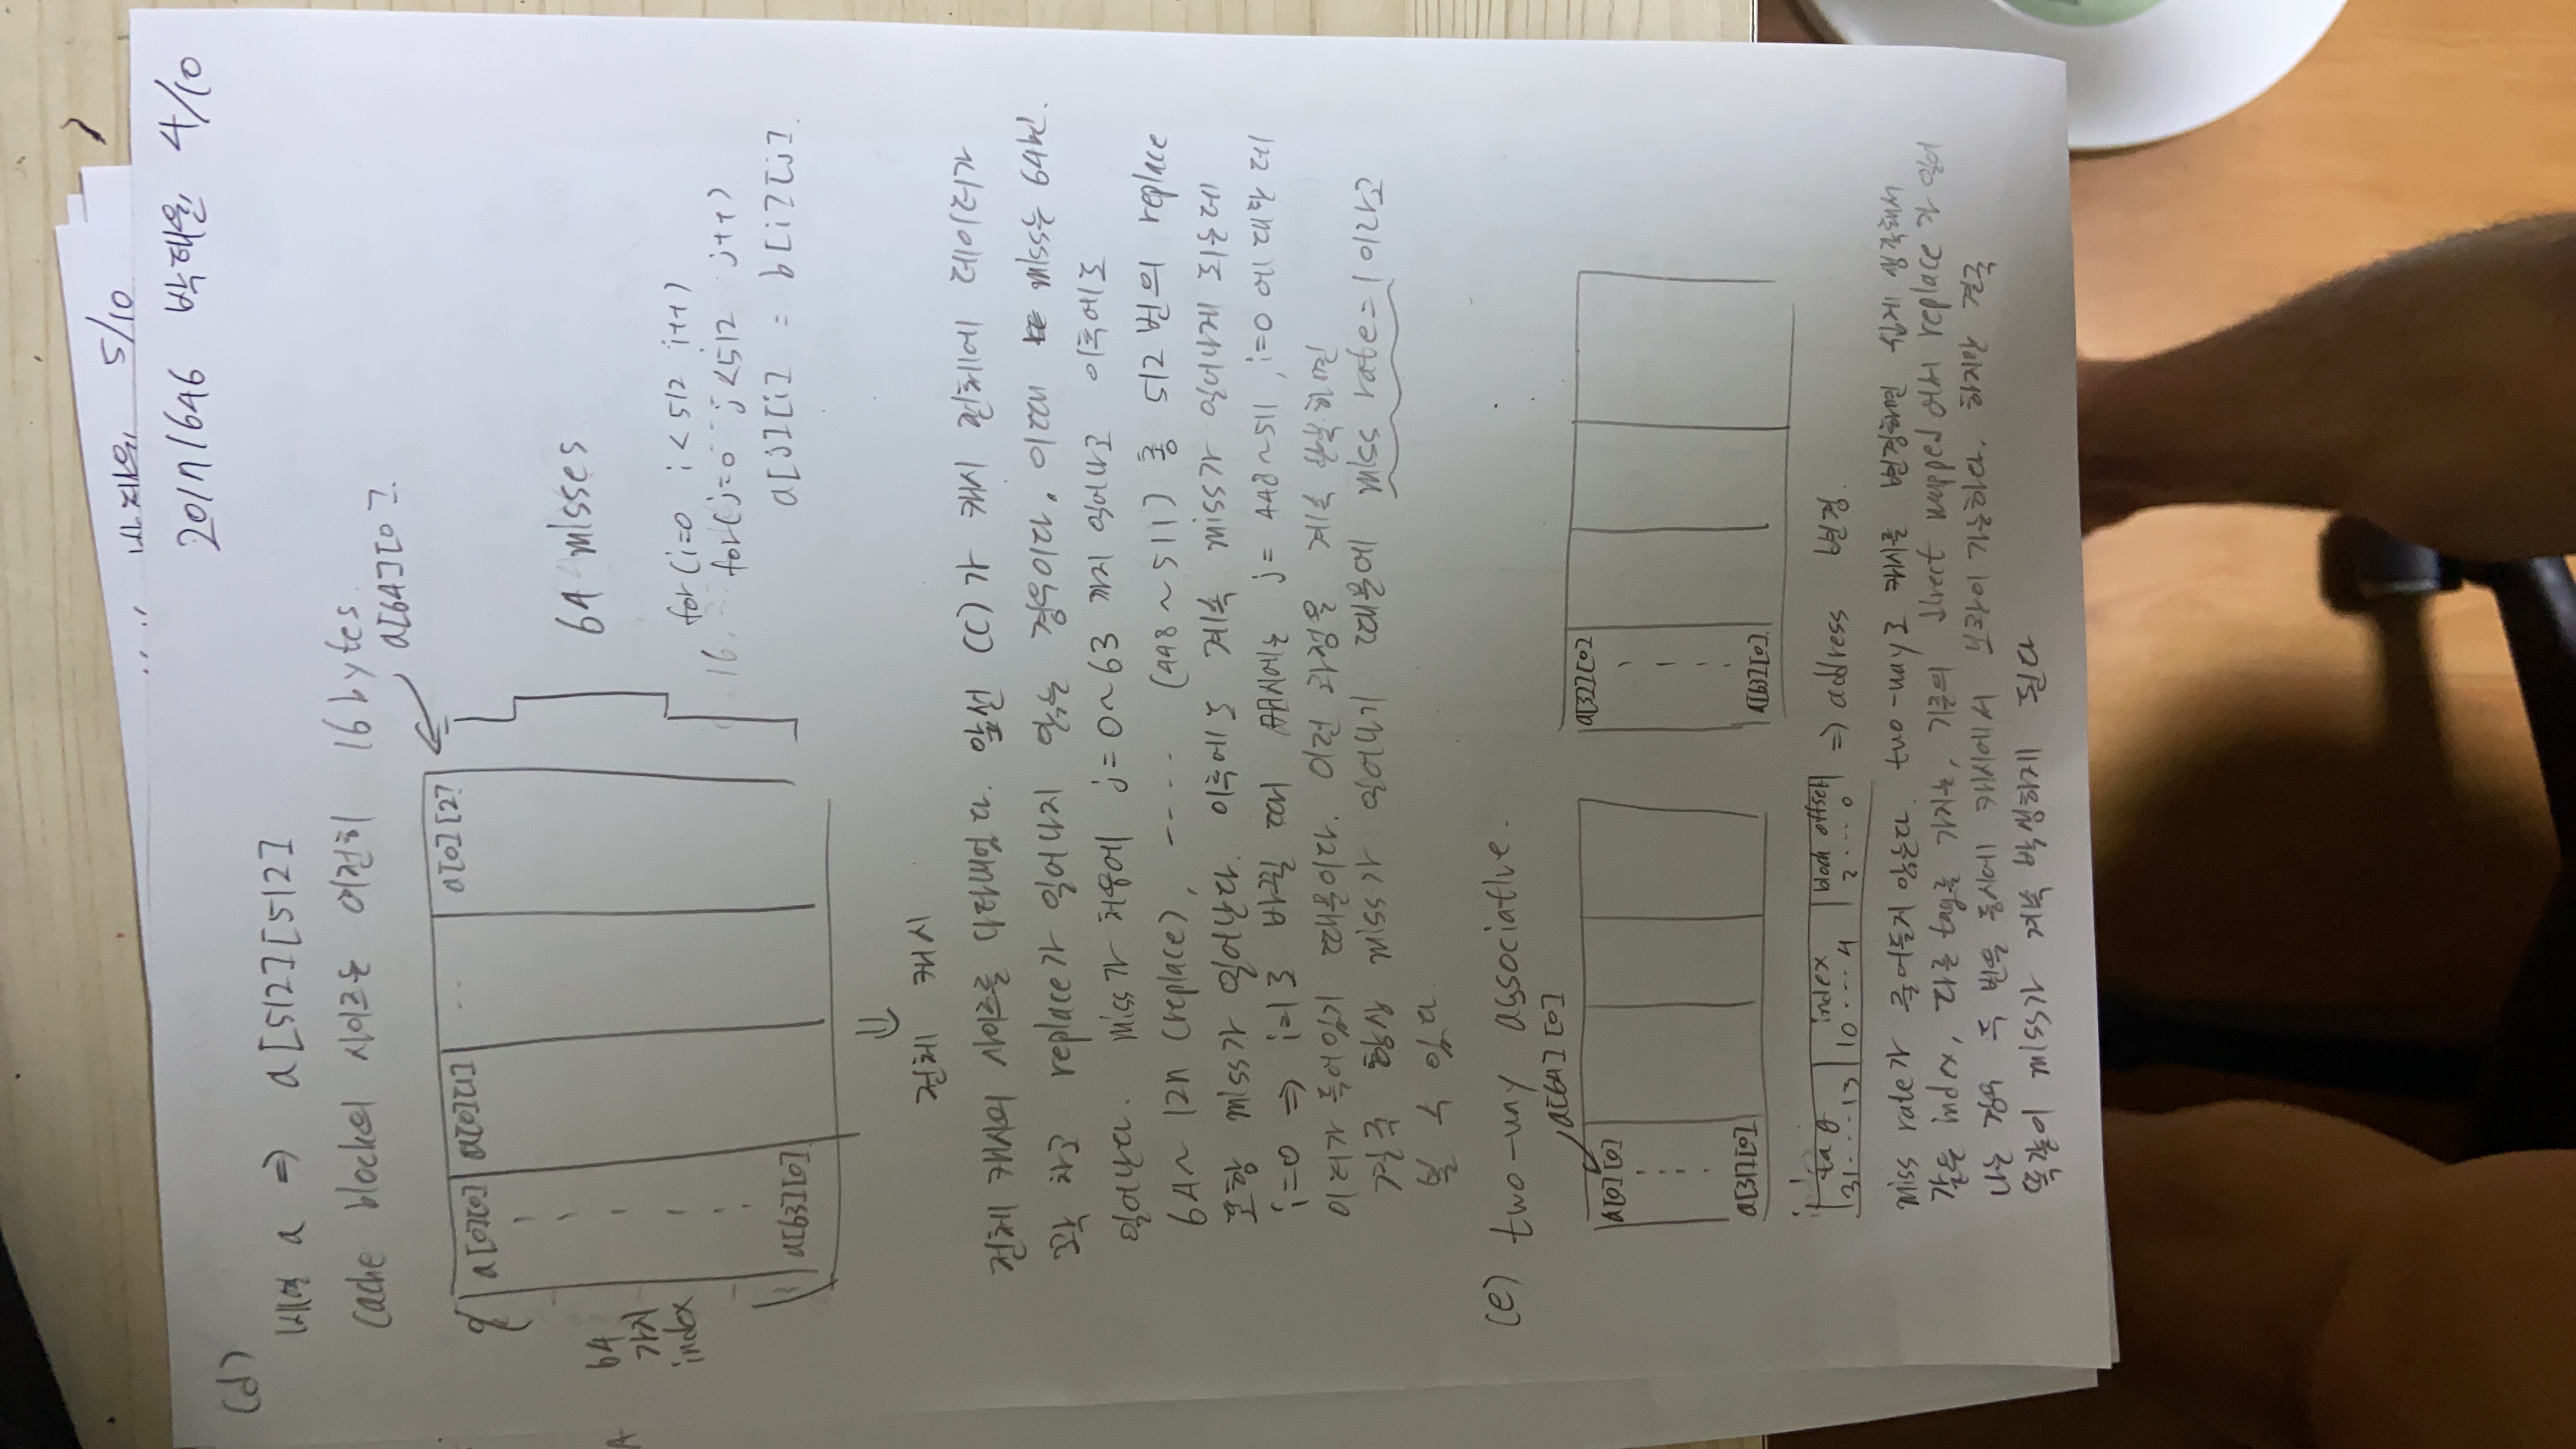 5/10
4/10
(d)
배열 a ⇒ a[512][512]
cache block의 사이즈는 여전히 16bytes
a[64][0].
a[0][0] a[0][1] .. a[0][2]
64
가지
index
64 misses
for(i=0 i<512 i++)
for(j=0 j<512 j++)
a[j][i] = b[i][j].
a[63][0]
⇓
전체 캐시
전체 캐시의 사이즈를 나타내었다. 앞선 (c)가 캐시 전체에 데이터가
꽉 차고 replace가 일어나지 않는 경우이다. 이때 miss는 64번.
일어난다. miss가 처음에 j=0~63 까지 일어나고 이후에도
64~127 (replace), ---- (448~511) 총 512번의 replace
포함 miss가 일어난다. 이후에도 계속 miss가 일어나게 되는데
i=0 ⇒ i=1로 바뀔 때 캐시에는 j= 448~511, i=0 에 대한 데
이터가 들어있기 때문이다. 이런 과정을 계속 반복하면
결국 항상 miss가 일어나기 때문에 miss rate=1 이라고
볼 수 있다.
(e) two-way associative.
a[64][0]
a[0][0] a[32][0]
a[31][0] a[63][0]
tag index block offset
31...13 10...4 2...0 ⇒ address 변경.
miss rate가 줄어들지 않는다. two-way로 캐시를 변경하면 쉽게 생각해서
같은 index, 다른 tag를 가지는, 기존의 direct mapped에서 replace가 일어
나는 경우 두 번을 동시에 캐시에서 보관이 가능하다. 하지만 결국
똑같이 miss가 계속 발생하게 된다